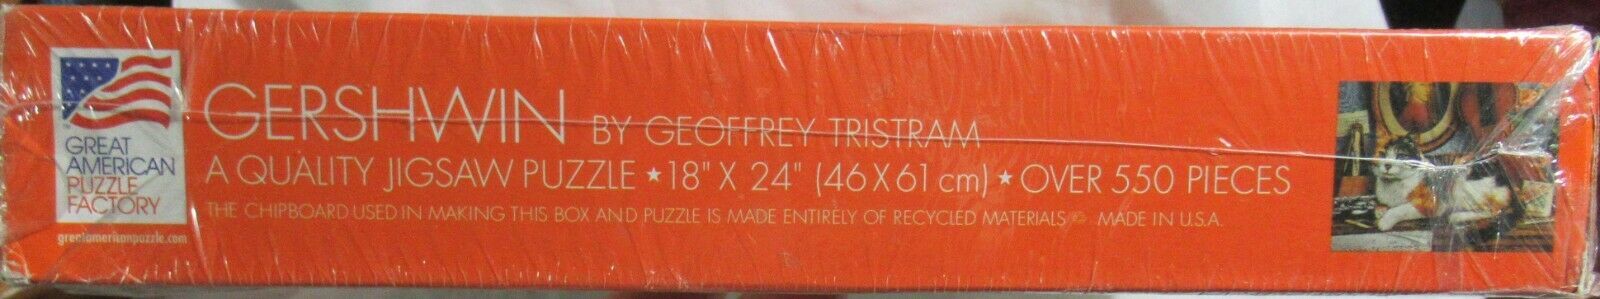 GREAT
AMERICAN
PUZZLE
FACTORY
greatamericanpuzzle.com
GERSHWIN BY GEOFFREY TRISTRAM
A QUALITY JIGSAW PUZZLE ★ 18" X 24" (46 X 61 cm) ★ OVER 550 PIECES
THE CHIPBOARD USED IN MAKING THIS BOX AND PUZZLE IS MADE ENTIRELY OF RECYCLED MATERIALS MADE IN U.S.A.